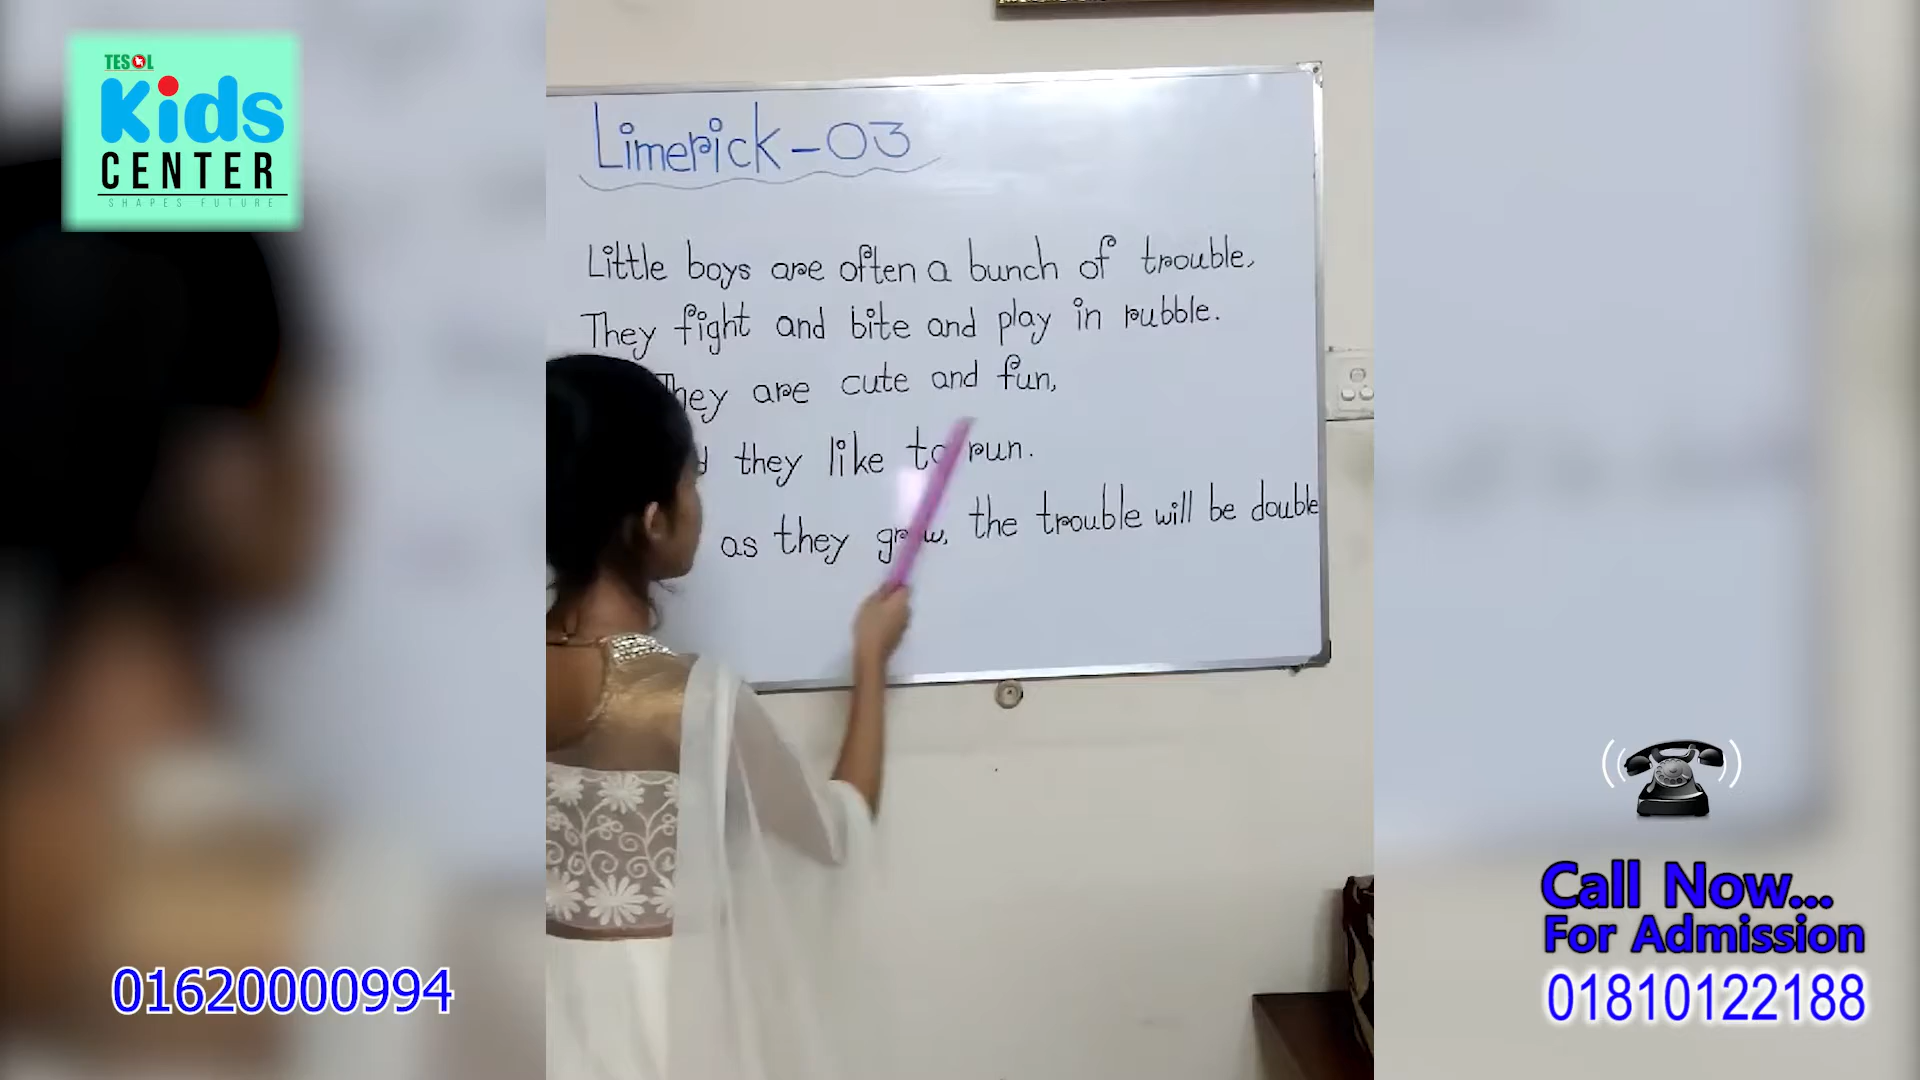 TESOL
Kids
CENTER
SHAPES FUTURE
Limerick - 03
Little boys are often a bunch of trouble,
They fight and bite and play in rubble.
They are cute and fun,
they like to run.
as they grow, the trouble will be double
Call Now...
For Admission
01810122188
01620000994